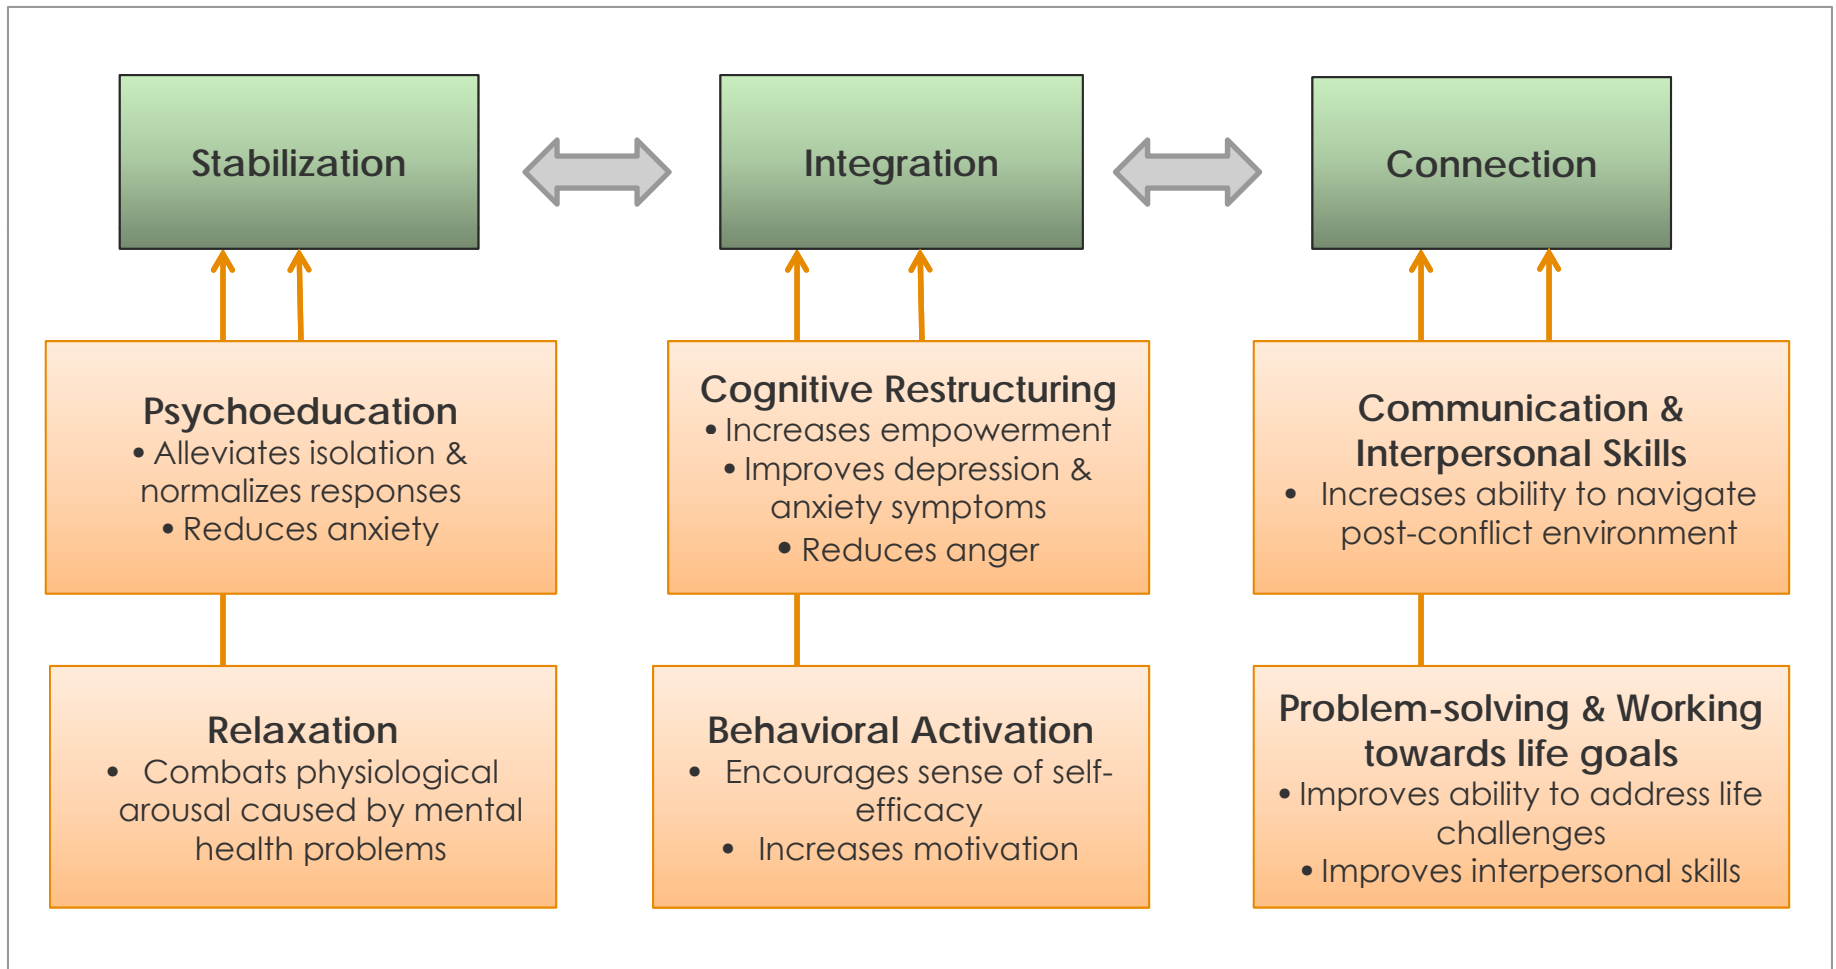 Stabilization
Integration
Connection
Psychoeducation
• Alleviates isolation &
normalizes responses
• Reduces anxiety
Cognitive Restructuring
• Increases empowerment
• Improves depression &
anxiety symptoms
• Reduces anger
Communication &
Interpersonal Skills
• Increases ability to navigate
post-conflict environment
Relaxation
• Combats physiological
arousal caused by mental
health problems
Behavioral Activation
• Encourages sense of self-
efficacy
• Increases motivation
Problem-solving & Working
towards life goals
• Improves ability to address life
challenges
• Improves interpersonal skills